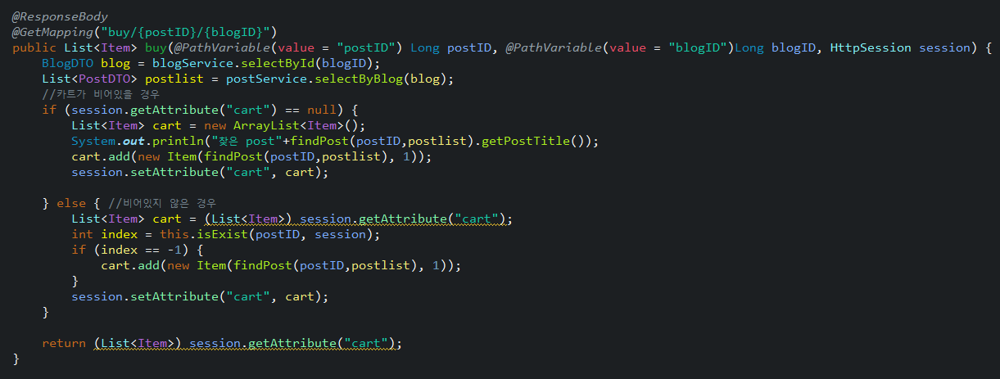 @ResponseBody
@GetMapping("buy/{postID}/{blogID}")
public List<Item> buy(@PathVariable(value = "postID") Long postID, @PathVariable(value = "blogID")Long blogID, HttpSession session) {
    BlogDTO blog = blogService.selectById(blogID);
    List<PostDTO> postlist = postService.selectByBlog(blog);
    //카트가 비어있을 경우
    if (session.getAttribute("cart") == null) {
        List<Item> cart = new ArrayList<Item>();
        System.out.println("찾은 post"+findPost(postID,postlist).getPostTitle());
        cart.add(new Item(findPost(postID,postlist), 1));
        session.setAttribute("cart", cart);
    } else { //비어있지 않은 경우
        List<Item> cart = (List<Item>) session.getAttribute("cart");
        int index = this.isExist(postID, session);
        if (index == -1) {
            cart.add(new Item(findPost(postID,postlist), 1));
        }
        session.setAttribute("cart", cart);
    }
    return (List<Item>) session.getAttribute("cart");
}